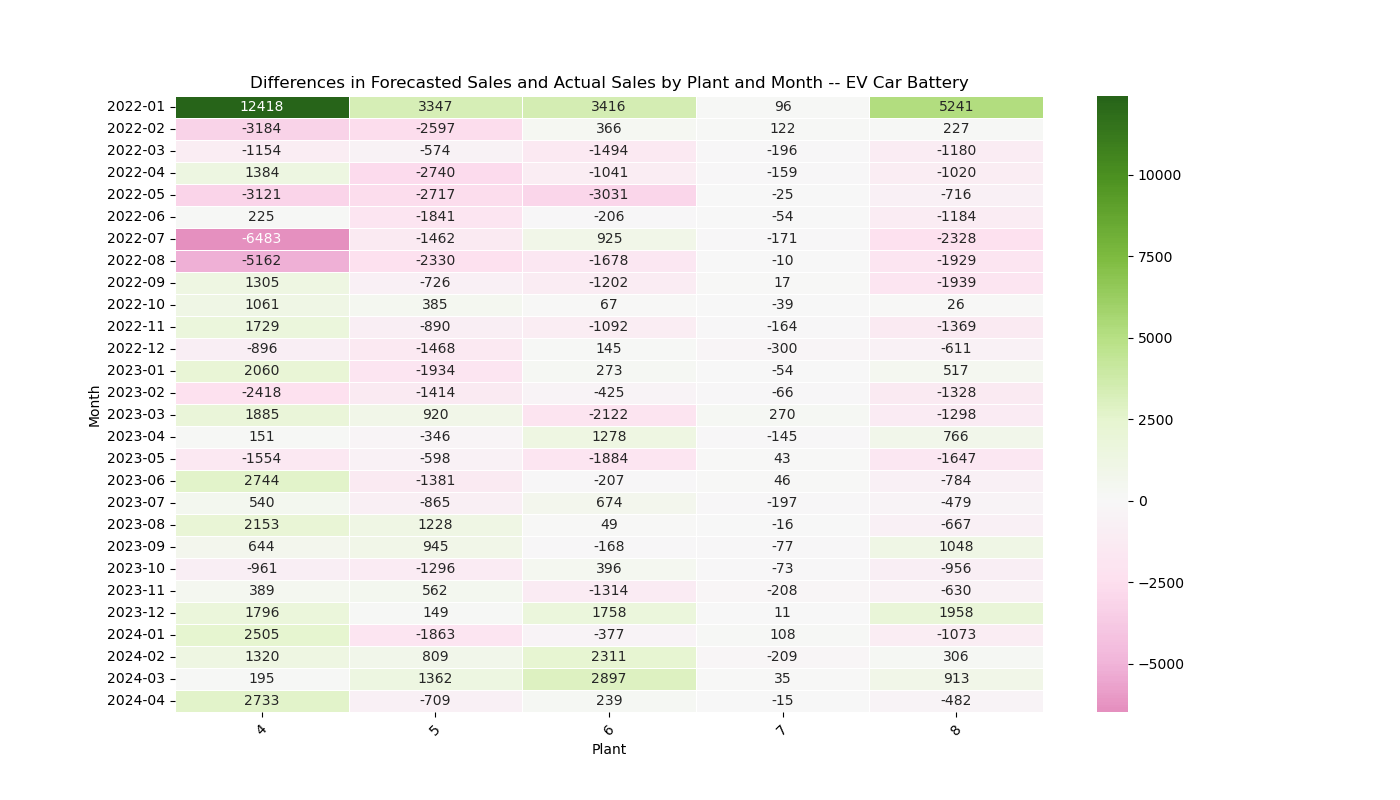 Differences in Forecasted Sales and Actual Sales by Plant and Month -- EV Car Battery
2022-01 12418 3347 3416 96 5241
2022-02 -3184 -2597 366 122 227
2022-03 -1154 -574 -1494 -196 -1180
2022-04 1384 -2740 -1041 -159 -1020
2022-05 -3121 -2717 -3031 -25 -716
2022-06 225 -1841 -206 -54 -1184
2022-07 -6483 -1462 925 -171 -2328
2022-08 -5162 -2330 -1678 -10 -1929
2022-09 1305 -726 -1202 17 -1939
2022-10 1061 385 67 -39 26
2022-11 1729 -890 -1092 -164 -1369
2022-12 -896 -1468 145 -300 -611
2023-01 2060 -1934 273 -54 517
2023-02 -2418 -1414 -425 -66 -1328
2023-03 1885 920 -2122 270 -1298
2023-04 151 -346 1278 -145 766
2023-05 -1554 -598 -1884 43 -1647
2023-06 2744 -1381 -207 46 -784
2023-07 540 -865 674 -197 -479
2023-08 2153 1228 49 -16 -667
2023-09 644 945 -168 -77 1048
2023-10 -961 -1296 396 -73 -956
2023-11 389 562 -1314 -208 -630
2023-12 1796 149 1758 11 1958
2024-01 2505 -1863 -377 108 -1073
2024-02 1320 809 2311 -209 306
2024-03 195 1362 2897 35 913
2024-04 2733 -709 239 -15 -482
4 5 6 7 8
Plant
Month
10000
7500
5000
2500
0
−2500
−5000